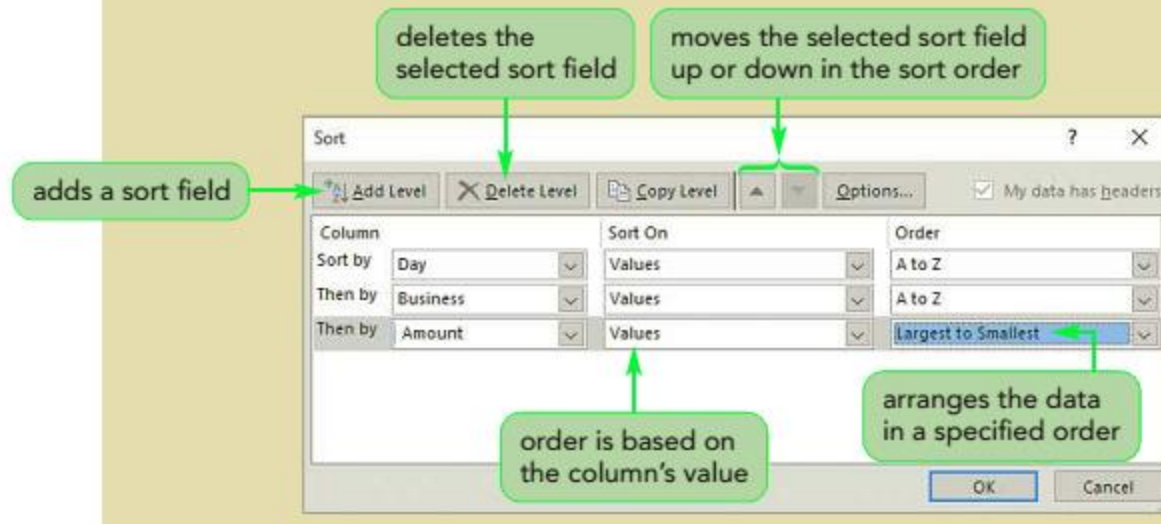 deletes the
selected sort field
moves the selected sort field
up or down in the sort order
Sort ? X
adds a sort field
Add Level Delete Level Copy Level Options... My data has headers
Column Sort On Order
Sort by Day Values A to Z
Then by Business Values A to Z
Then by Amount Values Largest to Smallest
arranges the data
in a specified order
order is based on
the column's value
OK Cancel